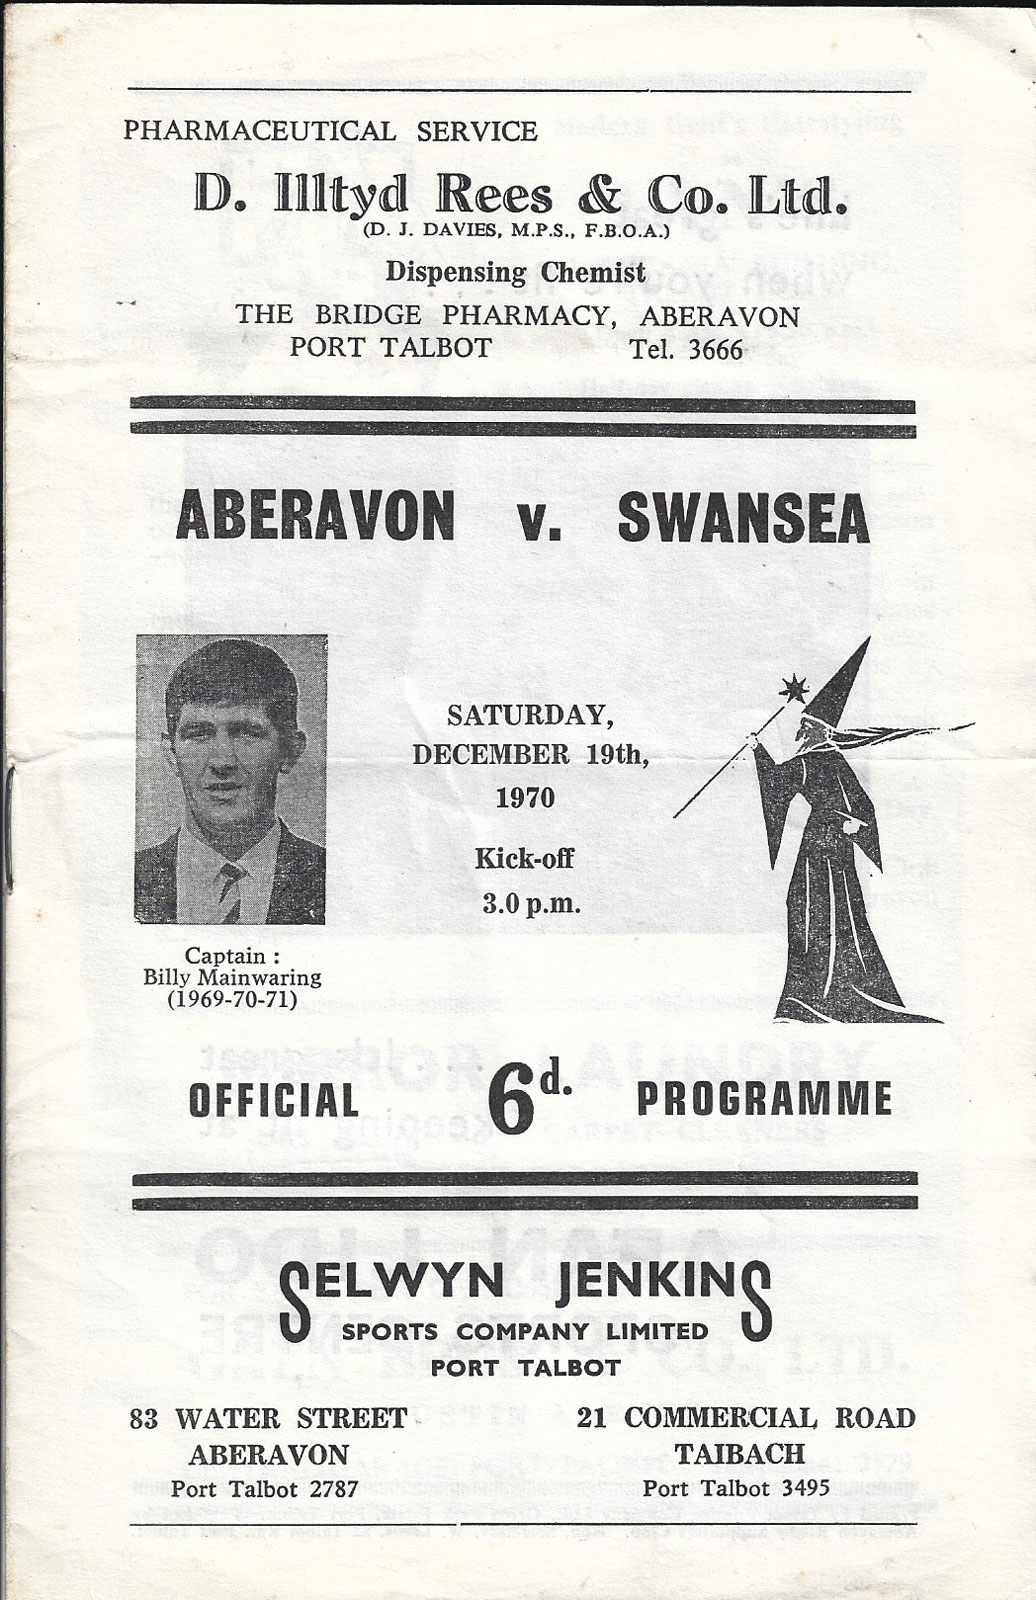 PHARMACEUTICAL SERVICE
D. Illtyd Rees & Co. Ltd.
(D. J. DAVIES, M.P.S., F.B.O.A.)
Dispensing Chemist
THE BRIDGE PHARMACY, ABERAVON
PORT TALBOT Tel. 3666
ABERAVON v. SWANSEA
SATURDAY,
DECEMBER 19th,
1970
Kick-off
3.0 p.m.
Captain :
Billy Mainwaring
(1969-70-71)
OFFICIAL 6d. PROGRAMME
SELWYN JENKINS
SPORTS COMPANY LIMITED
PORT TALBOT
83 WATER STREET 21 COMMERCIAL ROAD
ABERAVON TAIBACH
Port Talbot 2787 Port Talbot 3495